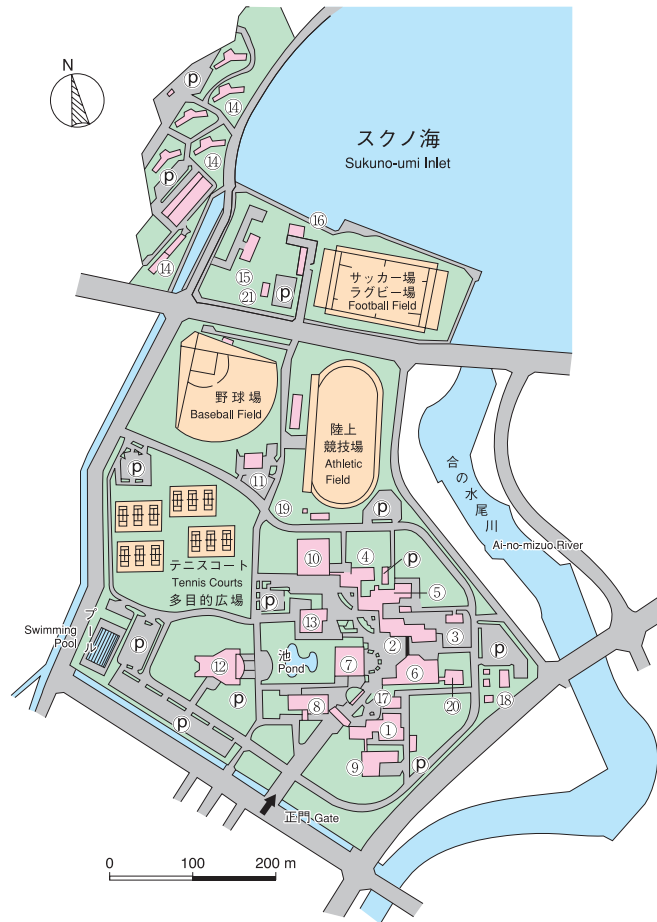 N
p
⑭
スクノ海
Sukuno-umi Inlet
⑭
p
⑯
⑭
⑮
㉑
p
サッカー場
ラグビー場
Football Field
野球場
Baseball Field
陸上
競技場
Athletic
Field
合の水尾川
Ai-no-mizuo River
p
⑪
⑲
p
テニスコート
Tennis Courts
多目的広場
⑩
④
p
⑤
p
⑬
プール
Swimming
Pool
p
②
③
p
池
Pond
⑫
⑦
⑥
p
⑧
⑰
⑳
⑱
p
①
⑨
p
正門 Gate
0 100 200 m